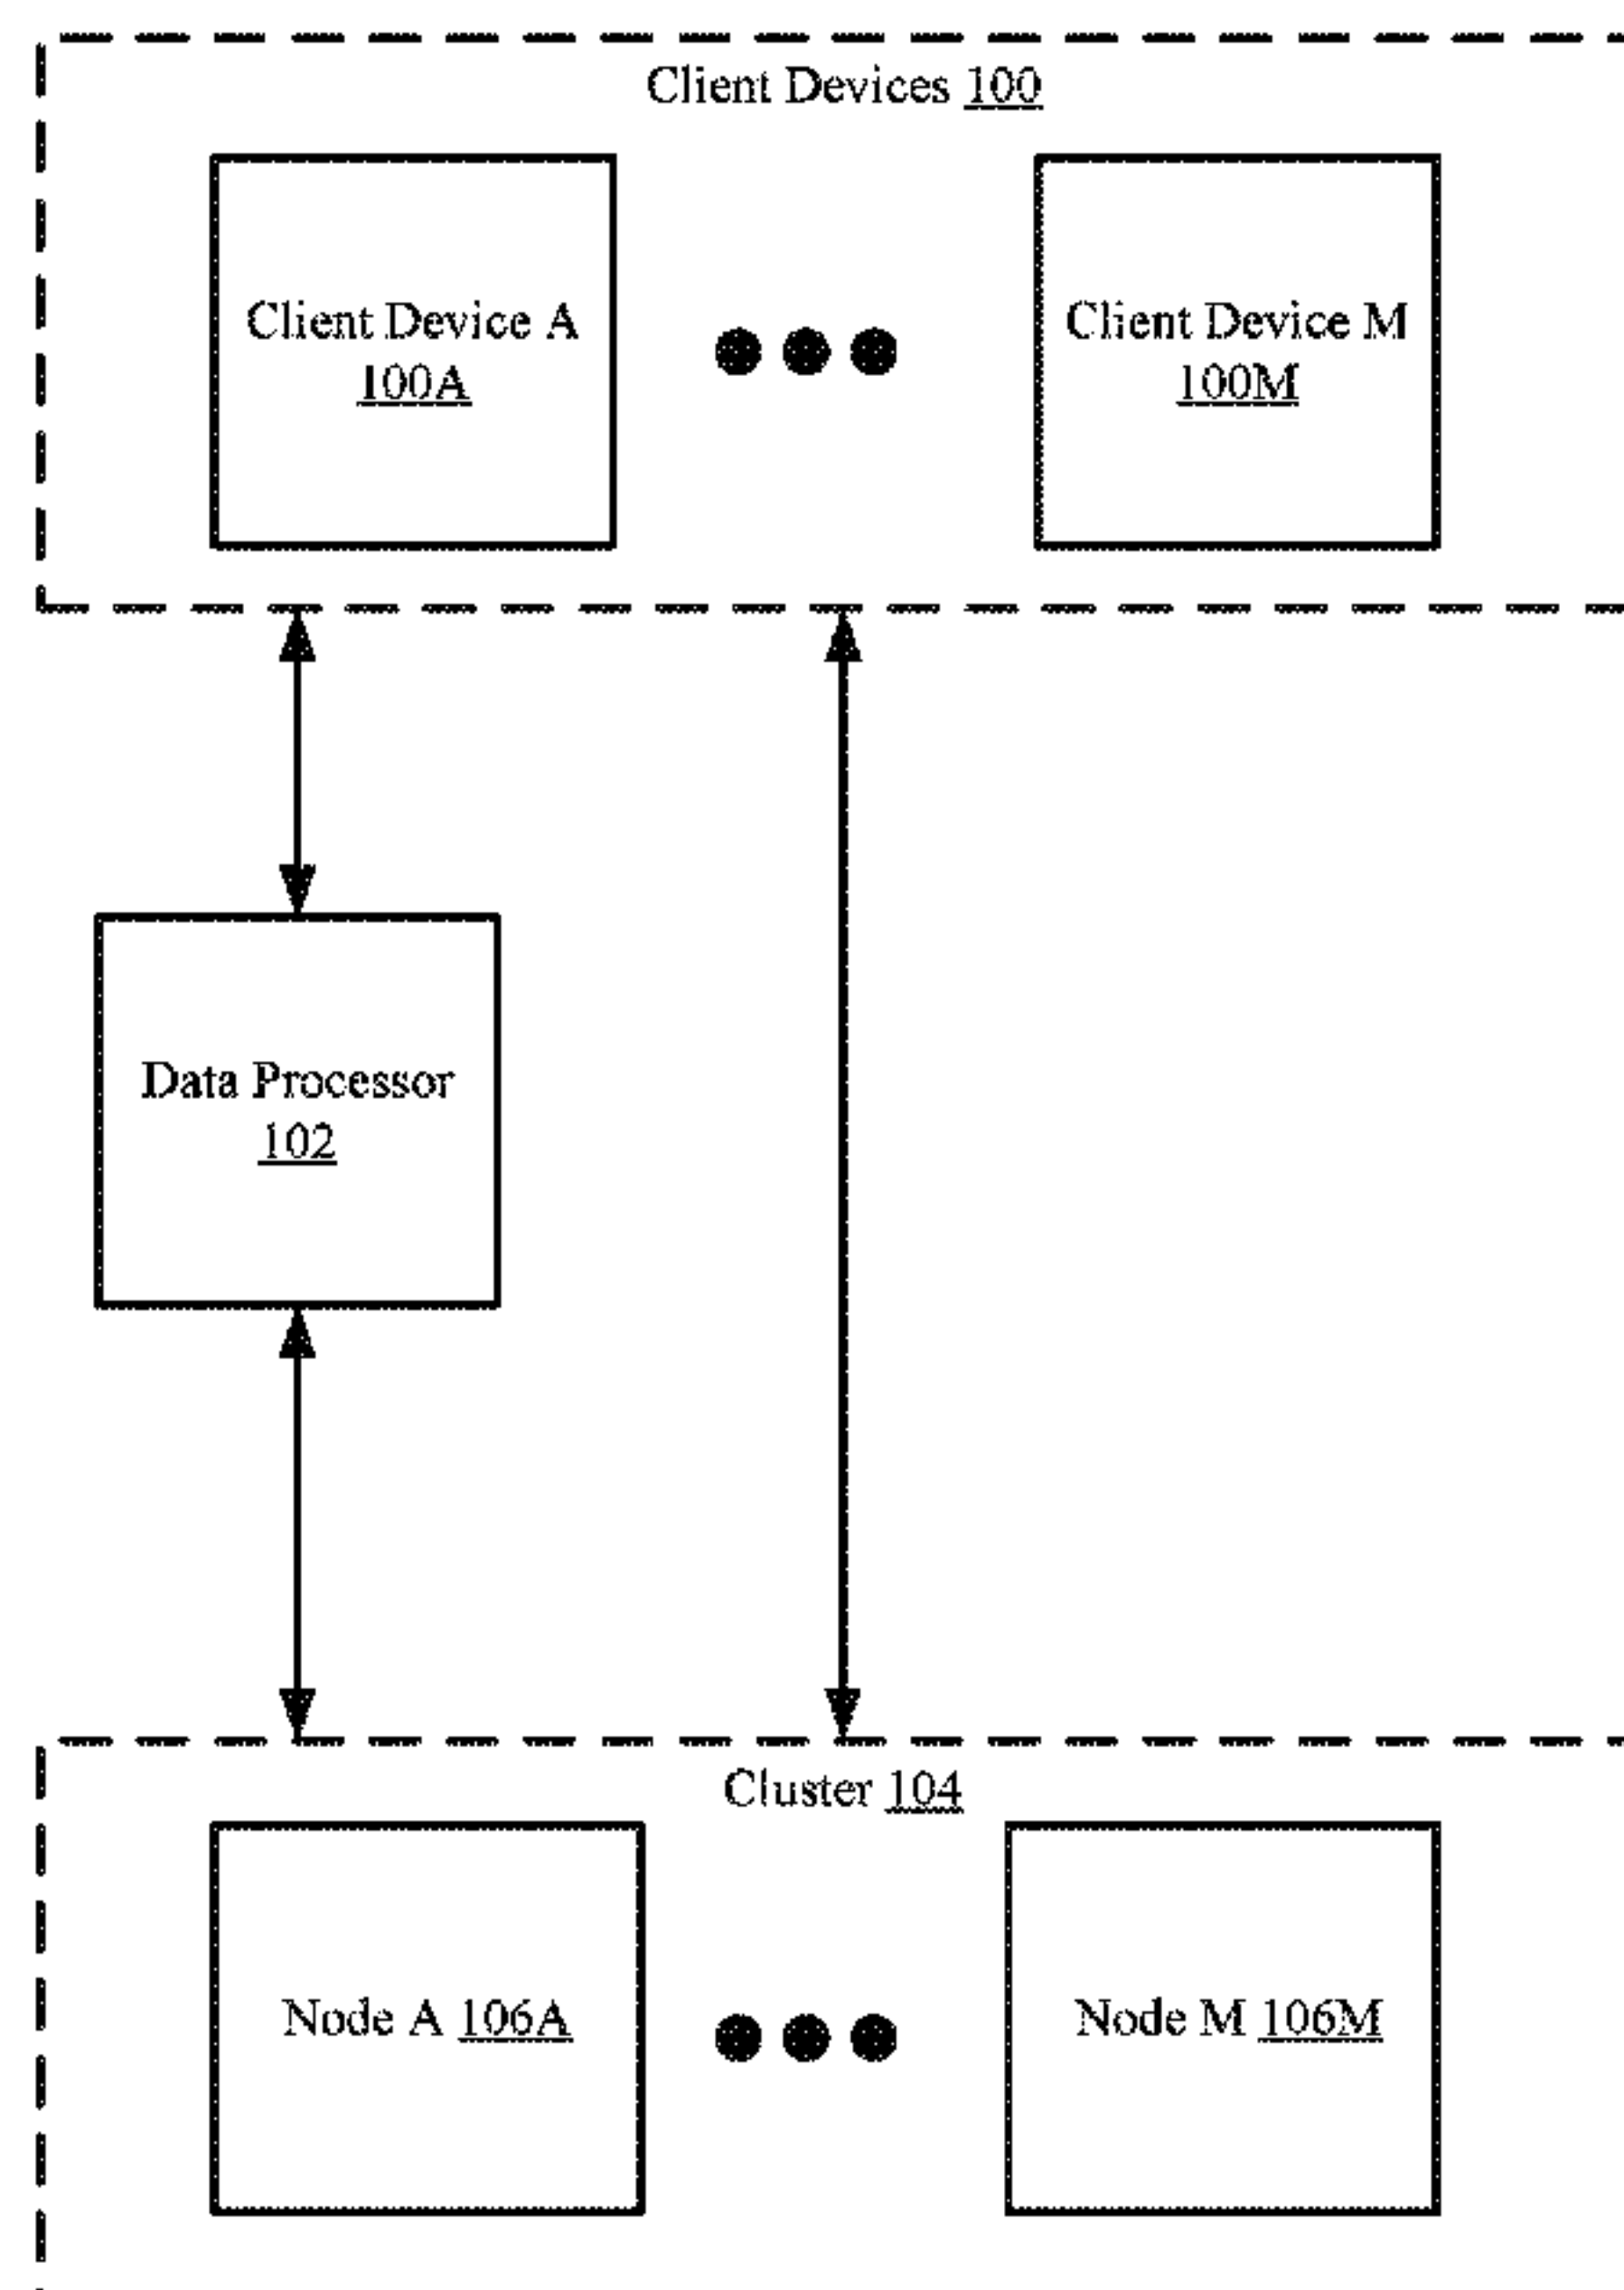 Client Devices 100
Client Device A
100A
Client Device M
100M
Data Processor
102
Cluster 104
Node A 106A
Node M 106M